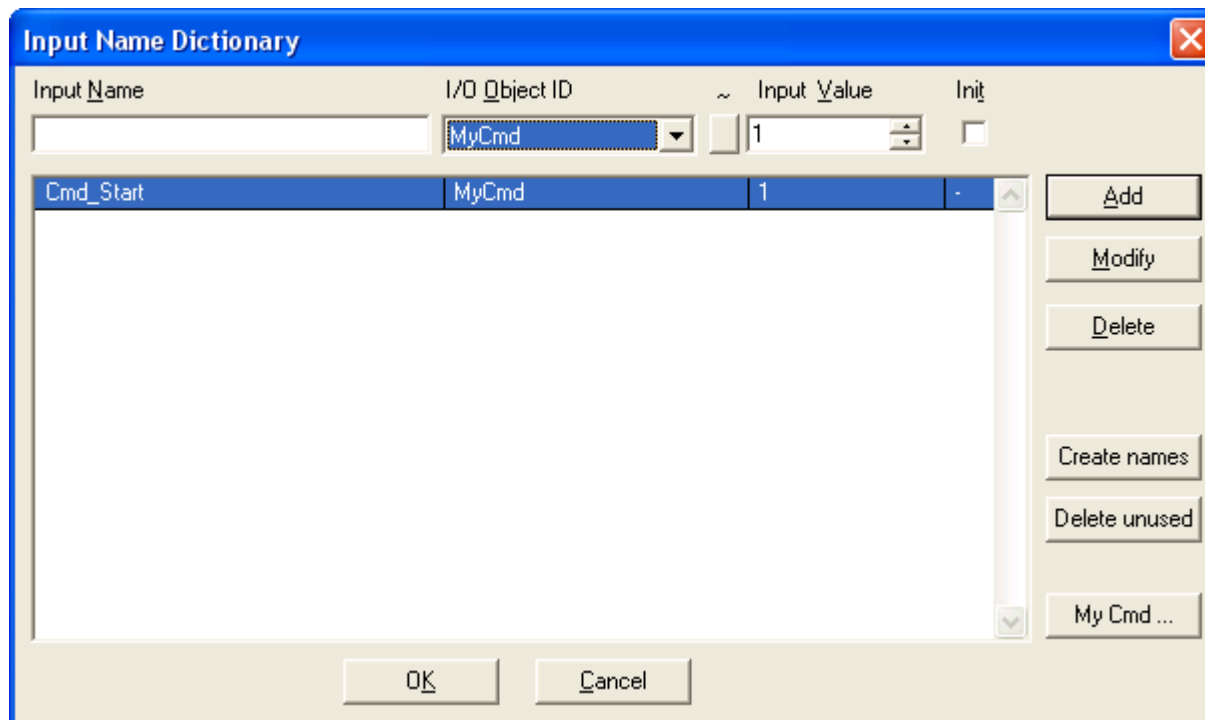 Input Name Dictionary
Input Name I/O Object ID ~ Input Value Init
MyCmd 1
Cmd_Start MyCmd 1 -
Add
Modify
Delete
Create names
Delete unused
My Cmd ...
OK Cancel